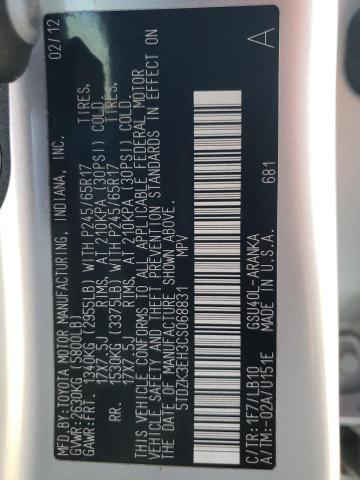 MFD.BY:TOYOTA MOTOR MANUFACTURING, INDIANA, INC. 02/12
GVWR:2630KG (5800LB)
GAWR:FRT. 1340KG (2955LB) WITH P245/65R17 TIRES,
17X7.5J RIMS, AT 210KPA (30PSI) COLD.
RR. 1530KG (3375LB) WITH P245/65R17 TIRES,
17X7.5J RIMS, AT 210KPA (30PSI) COLD.
THIS VEHICLE CONFORMS TO ALL APPLICABLE FEDERAL MOTOR
VEHICLE SAFETY AND THEFT PREVENTION STANDARDS IN EFFECT ON
THE DATE OF MANUFACTURE SHOWN ABOVE.
5TDZK3EH3CS068831 MPV A
681
C/TR:1F7/LB10 GSU40L-ARANKA
A/TM:-02A/U151E MADE IN U.S.A.